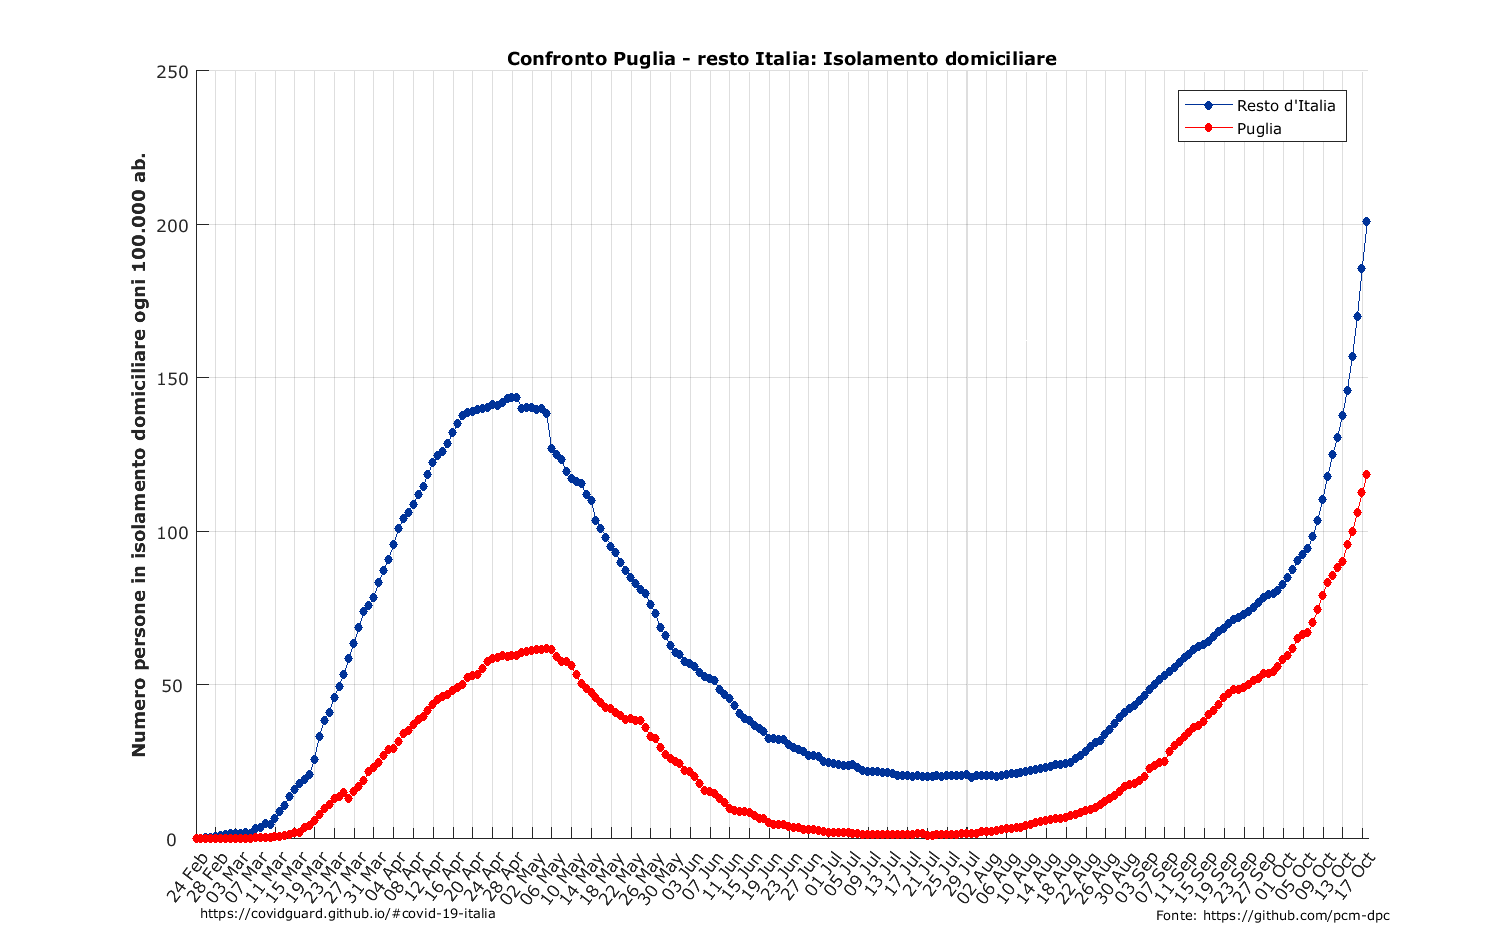 Confronto Puglia - resto Italia: Isolamento domiciliare
Numero persone in isolamento domiciliare ogni 100.000 ab.
250
200
150
100
50
0
Resto d'Italia
Puglia
24 Feb
28 Feb
03 Mar
07 Mar
11 Mar
15 Mar
19 Mar
23 Mar
27 Mar
31 Mar
04 Apr
08 Apr
12 Apr
16 Apr
20 Apr
24 Apr
28 Apr
02 May
06 May
10 May
14 May
18 May
22 May
26 May
30 May
03 Jun
07 Jun
11 Jun
15 Jun
19 Jun
23 Jun
27 Jun
01 Jul
05 Jul
09 Jul
13 Jul
17 Jul
21 Jul
25 Jul
29 Jul
02 Aug
06 Aug
10 Aug
14 Aug
18 Aug
22 Aug
26 Aug
30 Aug
03 Sep
07 Sep
11 Sep
15 Sep
19 Sep
23 Sep
27 Sep
01 Oct
05 Oct
09 Oct
13 Oct
17 Oct
https://covidguard.github.io/#covid-19-italia
Fonte: https://github.com/pcm-dpc